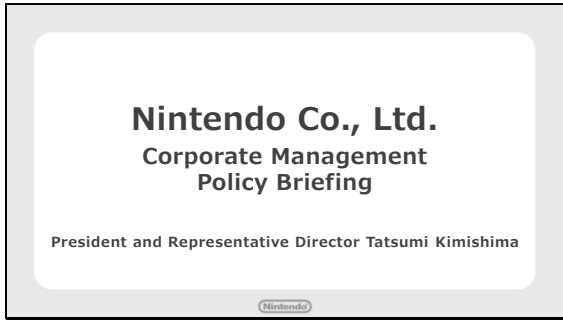 Nintendo Co., Ltd.
Corporate Management
Policy Briefing
President and Representative Director Tatsumi Kimishima
Nintendo